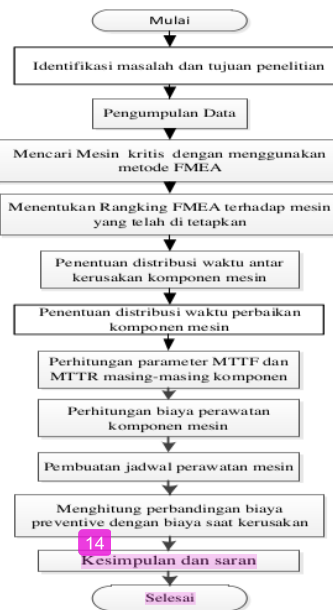 Mulai
Identifikasi masalah dan tujuan penelitian
Pengumpulan Data
Mencari Mesin kritis dengan menggunakan
metode FMEA
Menentukan Rangking FMEA terhadap mesin
yang telah di tetapkan
Penentuan distribusi waktu antar
kerusakan komponen mesin
Penentuan distribusi waktu perbaikan
komponen mesin
Perhitungan parameter MTTF dan
MTTR masing-masing komponen
Perhitungan biaya perawatan
komponen mesin
Pembuatan jadwal perawatan mesin
Menghitung perbandingan biaya
preventive dengan biaya saat kerusakan
14
Kesimpulan dan saran
Selesai